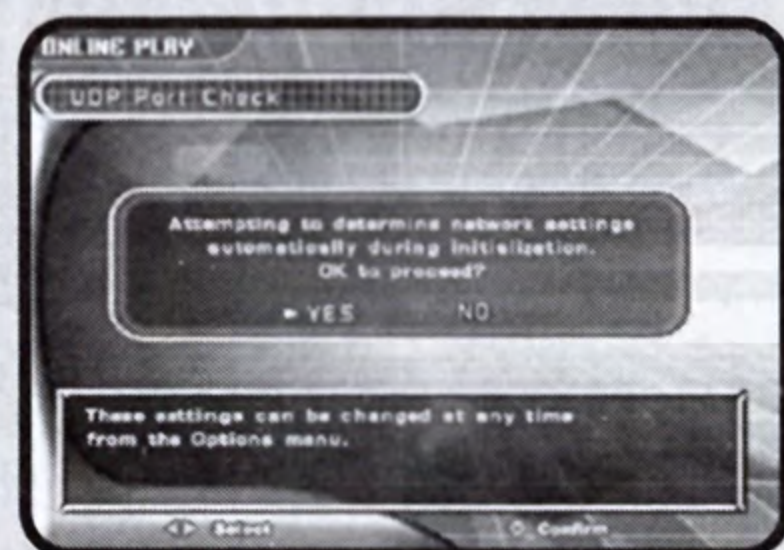 ONLINE PLAY
UDP Port Check
Attempting to determine network settings
automatically during initialization.
OK to proceed?
YES NO
These settings can be changed at any time
from the Options menu.
Select Confirm